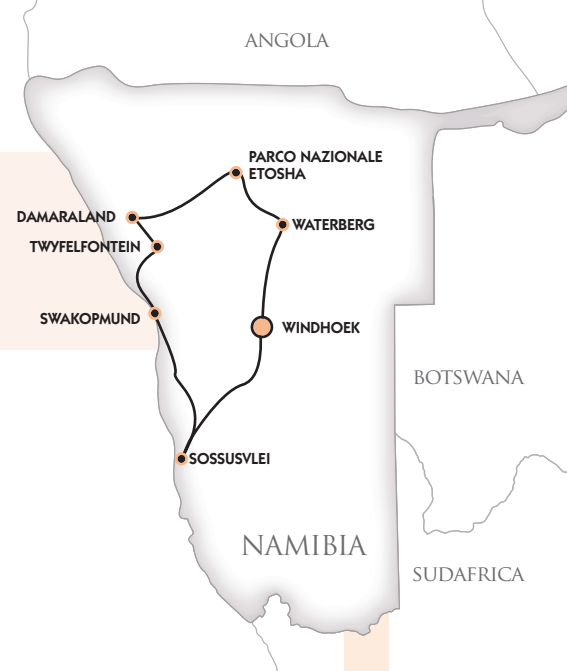 ANGOLA
PARCO NAZIONALE
ETOSHA
DAMARALAND
WATERBERG
TWYFELFONTEIN
SWAKOPMUND
WINDHOEK
BOTSWANA
SOSSUSVLEI
NAMIBIA
SUDAFRICA